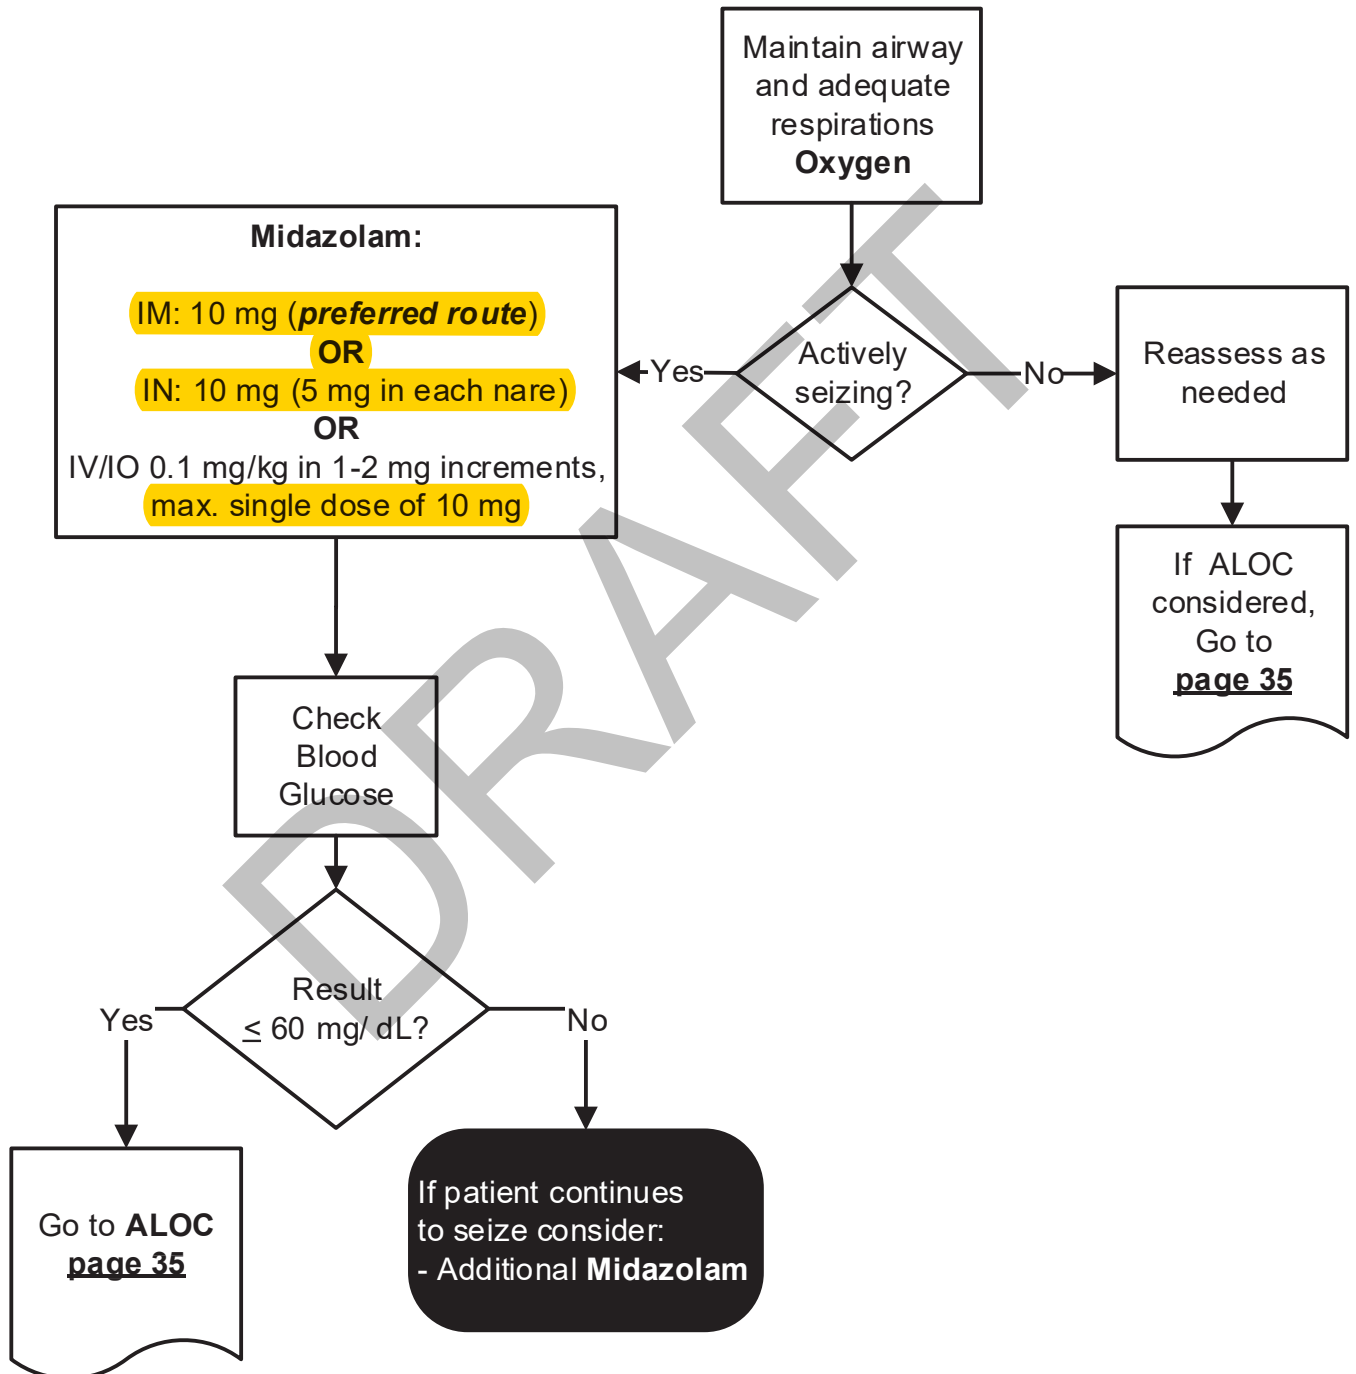 Maintain airway
and adequate
respirations
Oxygen
Midazolam:
IM: 10 mg (preferred route)
OR
IN: 10 mg (5 mg in each nare)
OR
IV/IO 0.1 mg/kg in 1-2 mg increments,
max. single dose of 10 mg
Yes
Actively
seizing?
No
Reassess as
needed
If ALOC
considered,
Go to
page 35
Check
Blood
Glucose
Result
≤ 60 mg/ dL?
Yes
No
Go to ALOC
page 35
If patient continues
to seize consider:
- Additional Midazolam
DRAFT